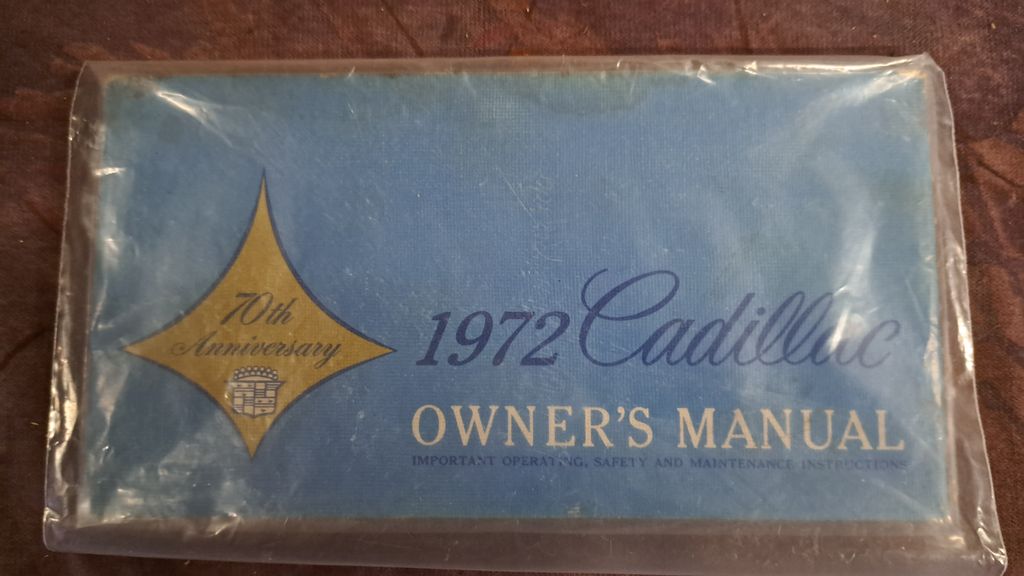 70th
Anniversary
1972 Cadillac
OWNER'S MANUAL
IMPORTANT OPERATING, SAFETY AND MAINTENANCE INSTRUCTIONS